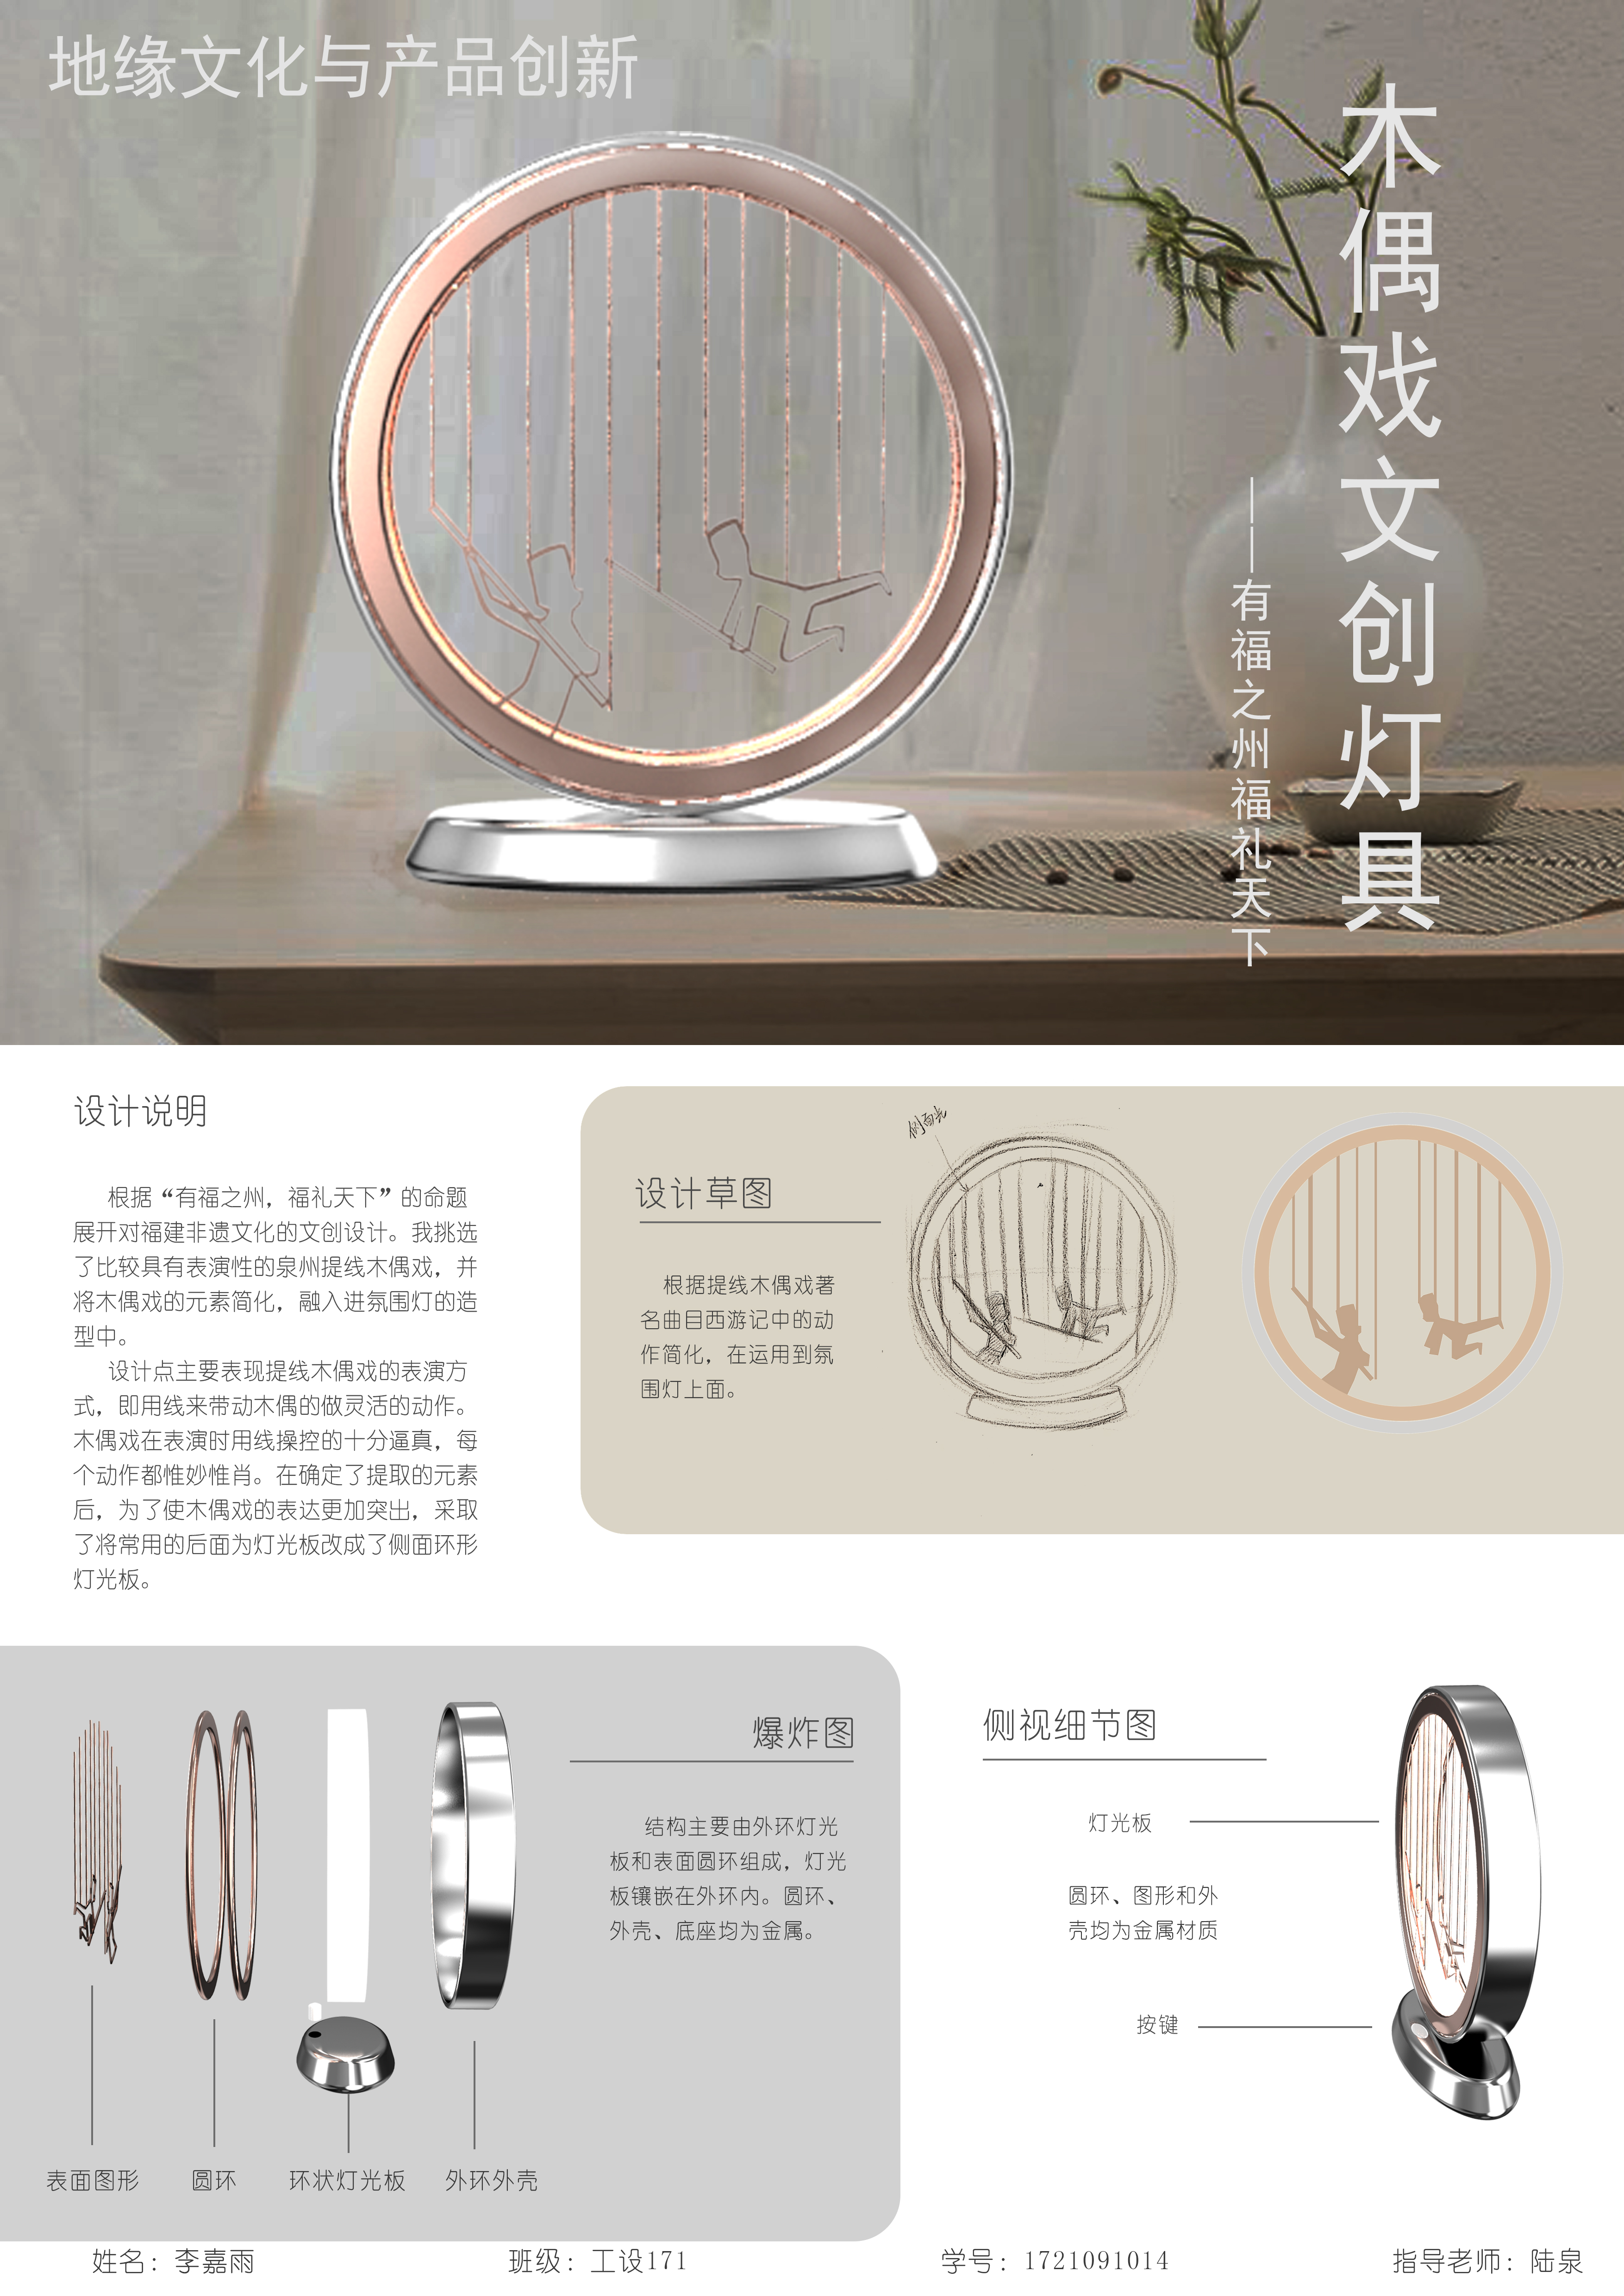 地缘文化与产品创新
木偶戏文创灯具
——有福之州福礼天下
设计说明
根据“有福之州，福礼天下”的命题
展开对福建非遗文化的文创设计。我挑选
了比较具有表演性的泉州提线木偶戏，并
将木偶戏的元素简化，融入进氛围灯的造
型中。
设计点主要表现提线木偶戏的表演方
式，即用线来带动木偶的做灵活的动作。
木偶戏在表演时用线操控的十分逼真，每
个动作都惟妙惟肖。在确定了提取的元素
后，为了使木偶戏的表达更加突出，采取
了将常用的后面为灯光板改成了侧面环形
灯光板。
设计草图
根据提线木偶戏著
名曲目西游记中的动
作简化，在运用到氛
围灯上面。
侧面光
爆炸图
结构主要由外环灯光
板和表面圆环组成，灯光
板镶嵌在外环内。圆环、
外壳、底座均为金属。
表面图形
圆环
环状灯光板
外环外壳
侧视细节图
灯光板
圆环、图形和外
壳均为金属材质
按键
姓名：李嘉雨
班级：工设171
学号：1721091014
指导老师：陆泉